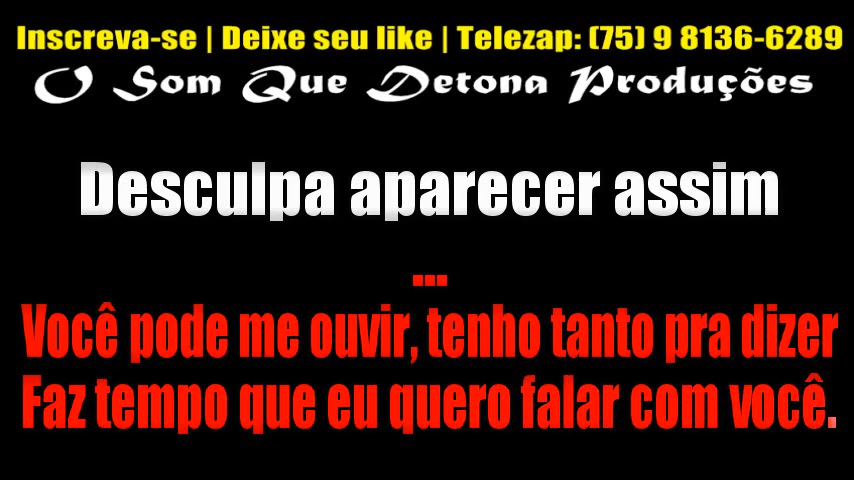 Inscreva-se | Deixe seu like | Telezap: (75) 9 8136-6289
O Som Que Detona Produções
Desculpa aparecer assim
...
Você pode me ouvir, tenho tanto pra dizer
Faz tempo que eu quero falar com você.